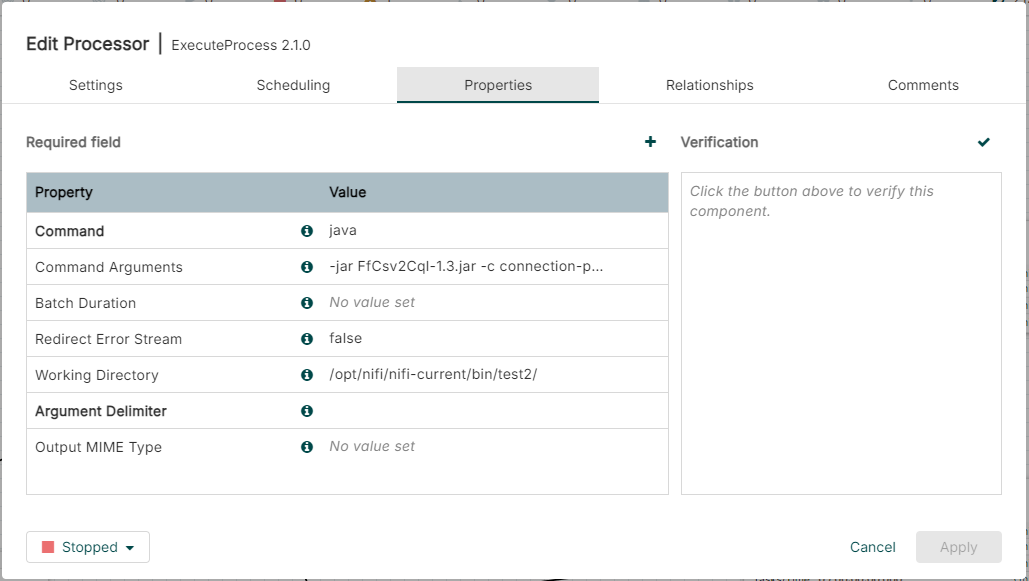 Edit Processor | ExecuteProcess 2.1.0
Settings Scheduling Properties Relationships Comments
Required field Verification
Property Value
Click the button above to verify this
component.
Command java
Command Arguments -jar FfCsv2Cql-1.3.jar -c connection-p...
Batch Duration No value set
Redirect Error Stream false
Working Directory /opt/nifi/nifi-current/bin/test2/
Argument Delimiter
Output MIME Type No value set
Stopped Cancel Apply